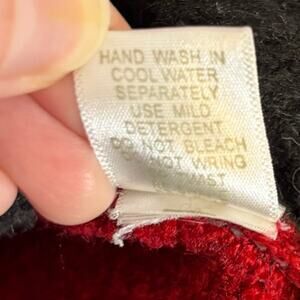 HAND WASH IN
COOL WATER
SEPARATELY
USE MILD
DETERGENT
DO NOT BLEACH
NOT WRING